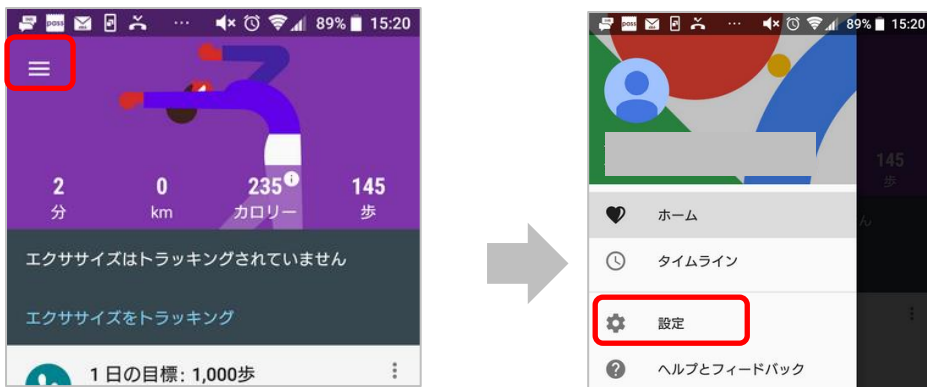 89% 15:20
2 0 235 145
分 km カロリー 歩
エクササイズはトラッキングされていません
エクササイズをトラッキング
1日の目標: 1,000歩
poss 89% 15:20
145
歩
ん
ホーム
タイムライン
設定
ヘルプとフィードバック